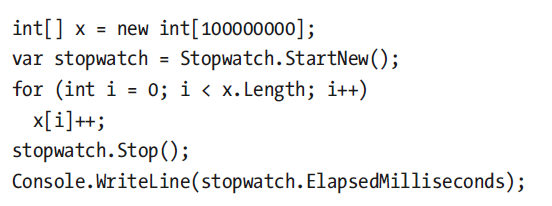 int[] x = new int[100000000];
var stopwatch = Stopwatch.StartNew();
for (int i = 0; i < x.Length; i++)
  x[i]++;
stopwatch.Stop();
Console.WriteLine(stopwatch.ElapsedMilliseconds);